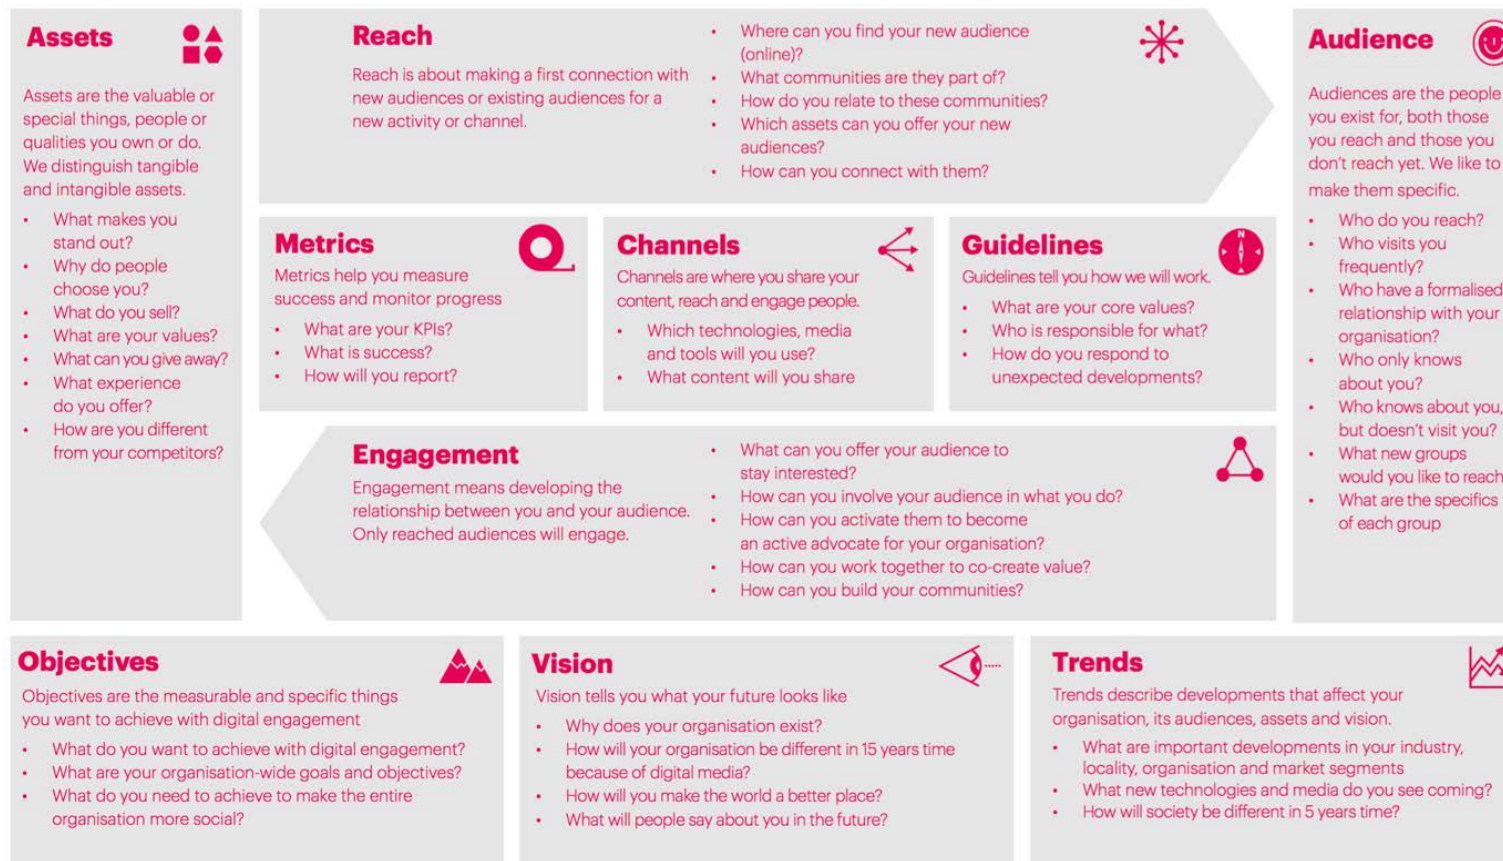 Assets
Assets are the valuable or
special things, people or
qualities you own or do.
We distinguish tangible
and intangible assets.
• What makes you
stand out?
• Why do people
choose you?
• What do you sell?
• What are your values?
• What can you give away?
• What experience
do you offer?
• How are you different
from your competitors?
Reach
Reach is about making a first connection with
new audiences or existing audiences for a
new activity or channel.
• Where can you find your new audience
(online)?
• What communities are they part of?
• How do you relate to these communities?
• Which assets can you offer your new
audiences?
• How can you connect with them?
Metrics
Metrics help you measure
success and monitor progress
• What are your KPIs?
• What is success?
• How will you report?
Channels
Channels are where you share your
content, reach and engage people.
• Which technologies, media
and tools will you use?
• What content will you share
Guidelines
N
Guidelines tell you how we will work.
• What are your core values?
• Who is responsible for what?
• How do you respond to
unexpected developments?
Engagement
Engagement means developing the
relationship between you and your audience.
Only reached audiences will engage.
• What can you offer your audience to
stay interested?
• How can you involve your audience in what you do?
• How can you activate them to become
an active advocate for your organisation?
• How can you work together to co-create value?
• How can you build your communities?
Audience
Audiences are the people
you exist for, both those
you reach and those you
don't reach yet. We like to
make them specific.
• Who do you reach?
• Who visits you
frequently?
• Who have a formalised
relationship with your
organisation?
• Who only knows
about you?
• Who knows about you,
but doesn't visit you?
• What new groups
would you like to reach
• What are the specifics
of each group
Objectives
Objectives are the measurable and specific things
you want to achieve with digital engagement
• What do you want to achieve with digital engagement?
• What are your organisation-wide goals and objectives?
• What do you need to achieve to make the entire
organisation more social?
Vision
Vision tells you what your future looks like
• Why does your organisation exist?
• How will your organisation be different in 15 years time
because of digital media?
• How will you make the world a better place?
• What will people say about you in the future?
Trends
Trends describe developments that affect your
organisation, its audiences, assets and vision.
• What are important developments in your industry,
locality, organisation and market segments
• What new technologies and media do you see coming?
• How will society be different in 5 years time?